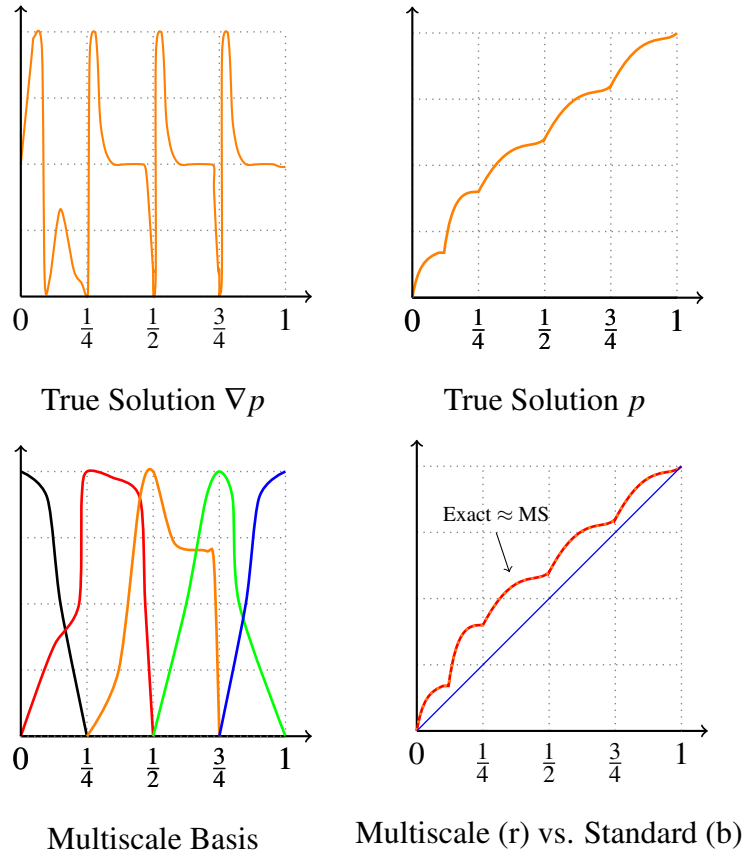 0 1/4 1/2 3/4 1
True Solution ∇p
0 1/4 1/2 3/4 1
True Solution p
0 1/4 1/2 3/4 1
Multiscale Basis
Exact ≈ MS
0 1/4 1/2 3/4 1
Multiscale (r) vs. Standard (b)